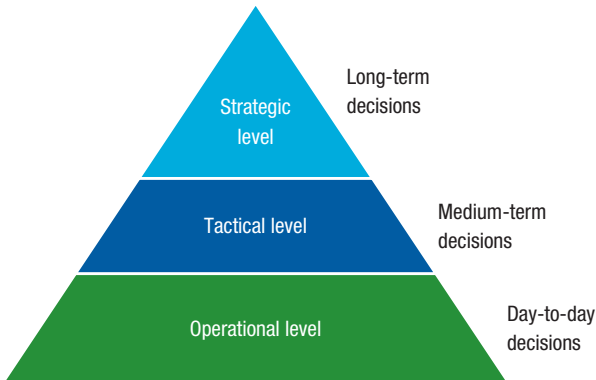 Strategic
level
Long-term
decisions
Tactical level
Medium-term
decisions
Operational level
Day-to-day
decisions